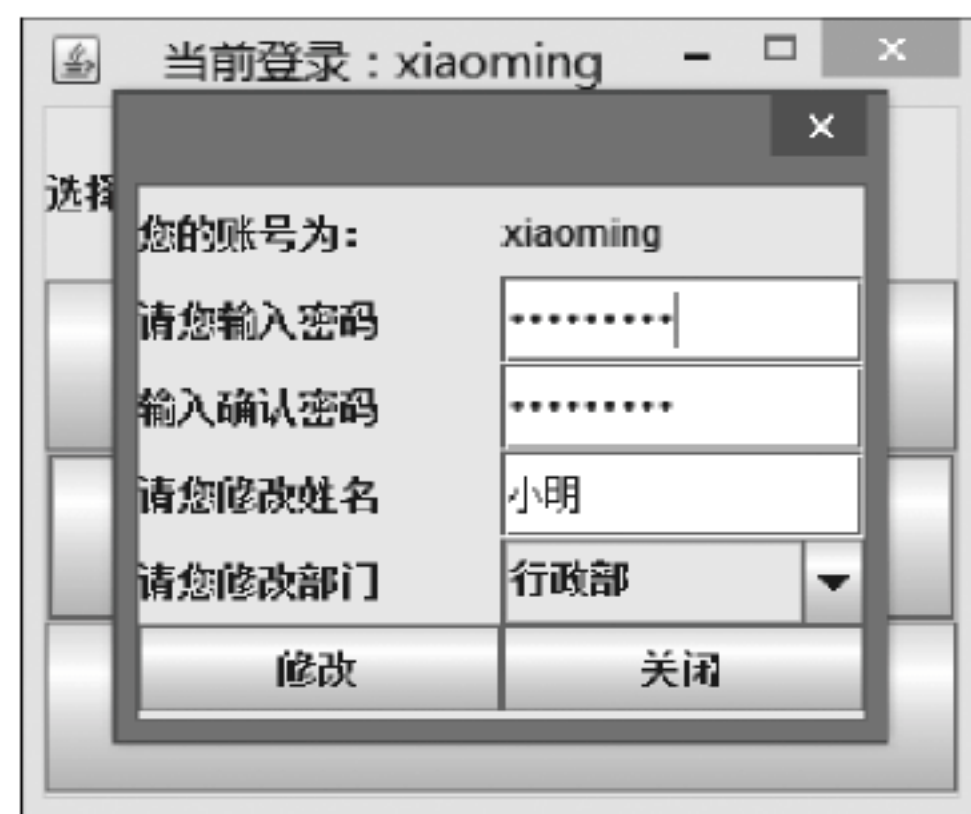 当前登录：xiaoming
选择
您的账号为： xiaoming
请您输入密码 •••••••••
输入确认密码 •••••••••
请您修改姓名 小明
请您修改部门 行政部
修改 关闭